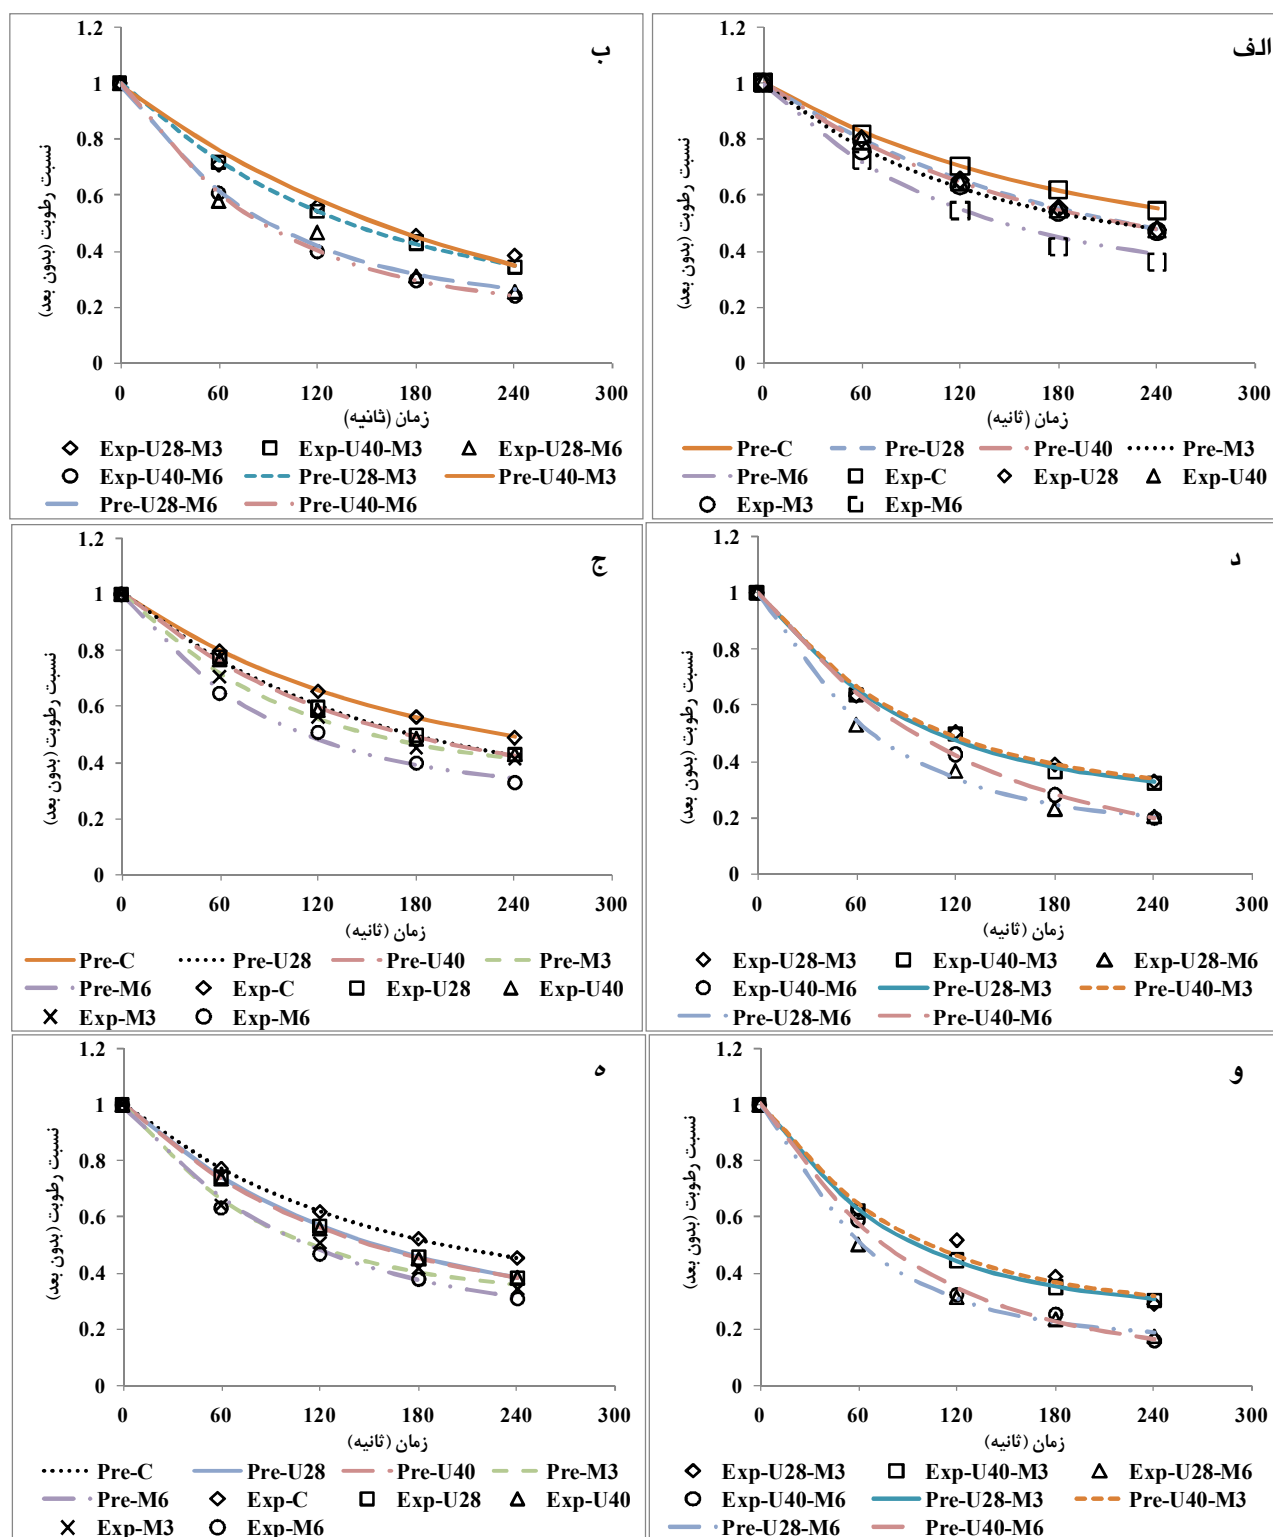 الف
1.2
1
0.8
0.6
0.4
0.2
0
نسبت رطوبت (بدون بعد)
0 60 120 180 240 300
زمان (ثانیه)
Pre-C Pre-U28 Pre-U40 Pre-M3
Pre-M6 Exp-C Exp-U28 Exp-U40
Exp-M3 Exp-M6
ب
1.2
1
0.8
0.6
0.4
0.2
0
نسبت رطوبت (بدون بعد)
0 60 120 180 240 300
زمان (ثانیه)
Exp-U28-M3 Exp-U40-M3 Exp-U28-M6
Exp-U40-M6 Pre-U28-M3 Pre-U40-M3
Pre-U28-M6 Pre-U40-M6
ج
1.2
1
0.8
0.6
0.4
0.2
0
نسبت رطوبت (بدون بعد)
0 60 120 180 240 300
زمان (ثانیه)
Pre-C Pre-U28 Pre-U40 Pre-M3
Pre-M6 Exp-C Exp-U28 Exp-U40
Exp-M3 Exp-M6
د
1.2
1
0.8
0.6
0.4
0.2
0
نسبت رطوبت (بدون بعد)
0 60 120 180 240 300
زمان (ثانیه)
Exp-U28-M3 Exp-U40-M3 Exp-U28-M6
Exp-U40-M6 Pre-U28-M3 Pre-U40-M3
Pre-U28-M6 Pre-U40-M6
ه
1.2
1
0.8
0.6
0.4
0.2
0
نسبت رطوبت (بدون بعد)
0 60 120 180 240 300
زمان (ثانیه)
Pre-C Pre-U28 Pre-U40 Pre-M3
Pre-M6 Exp-C Exp-U28 Exp-U40
Exp-M3 Exp-M6
و
1.2
1
0.8
0.6
0.4
0.2
0
نسبت رطوبت (بدون بعد)
0 60 120 180 240 300
زمان (ثانیه)
Exp-U28-M3 Exp-U40-M3 Exp-U28-M6
Exp-U40-M6 Pre-U28-M3 Pre-U40-M3
Pre-U28-M6 Pre-U40-M6